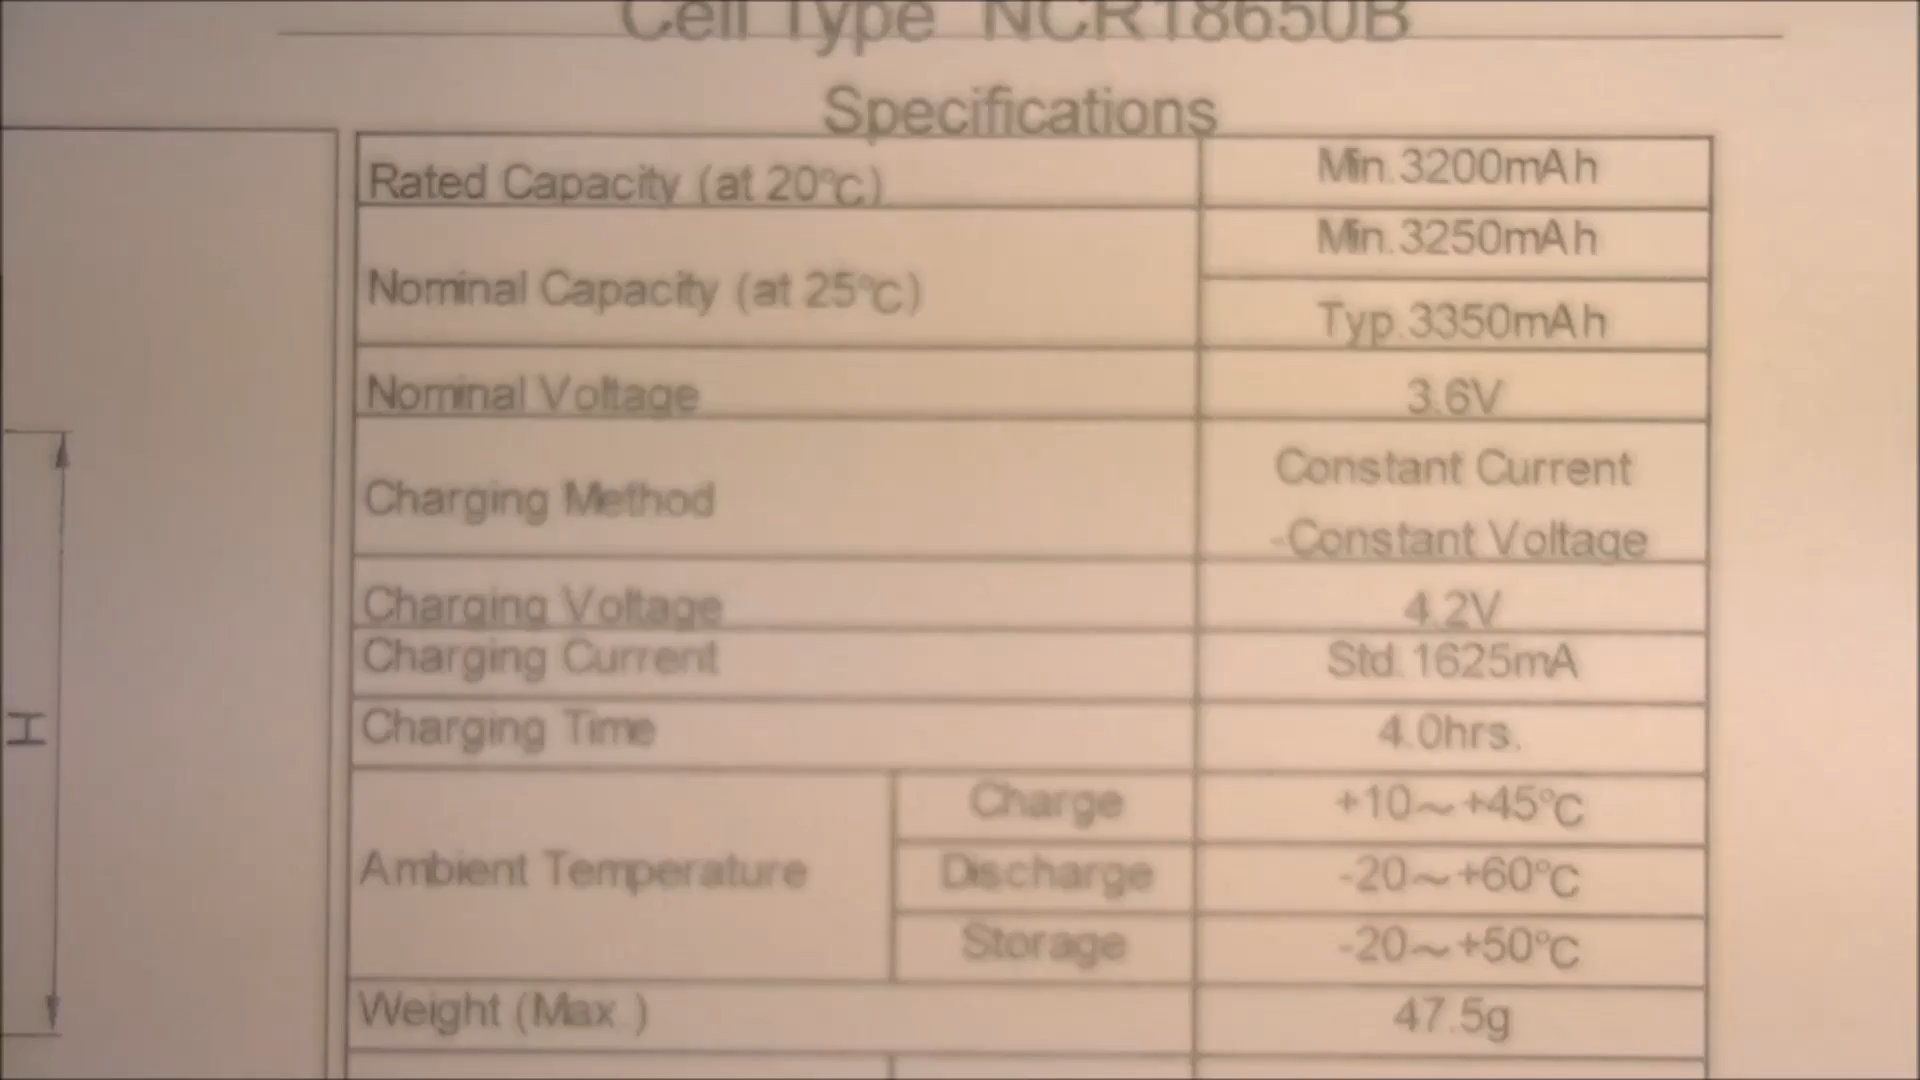 Cell Type NCR18650B
Specifications
Rated Capacity (at 20℃) Min.3200mAh
Nominal Capacity (at 25℃) Min.3250mAh
Typ.3350mAh
Nominal Voltage 3.6V
Charging Method Constant Current
-Constant Voltage
Charging Voltage 4.2V
Charging Current Std.1625mA
Charging Time 4.0hrs.
Ambient Temperature Charge +10～+45℃
Discharge -20～+60℃
Storage -20～+50℃
Weight (Max.) 47.5g
H